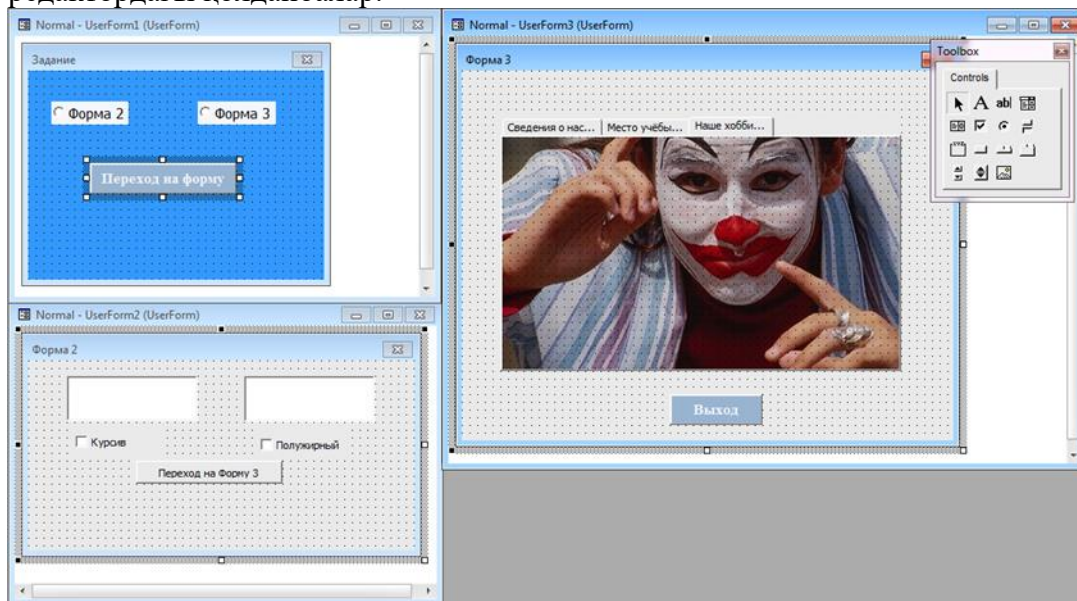 Normal - UserForm1 (UserForm)
Задание
Форма 2
Форма 3
Переход на форму
Normal - UserForm2 (UserForm)
Форма 2
Курсив
Полужирный
Переход на Форму 3
Normal - UserForm3 (UserForm)
Форма 3
Сведения о нас... Место учёбы... Наше хобби...
Выход
Toolbox
Controls
A ab|